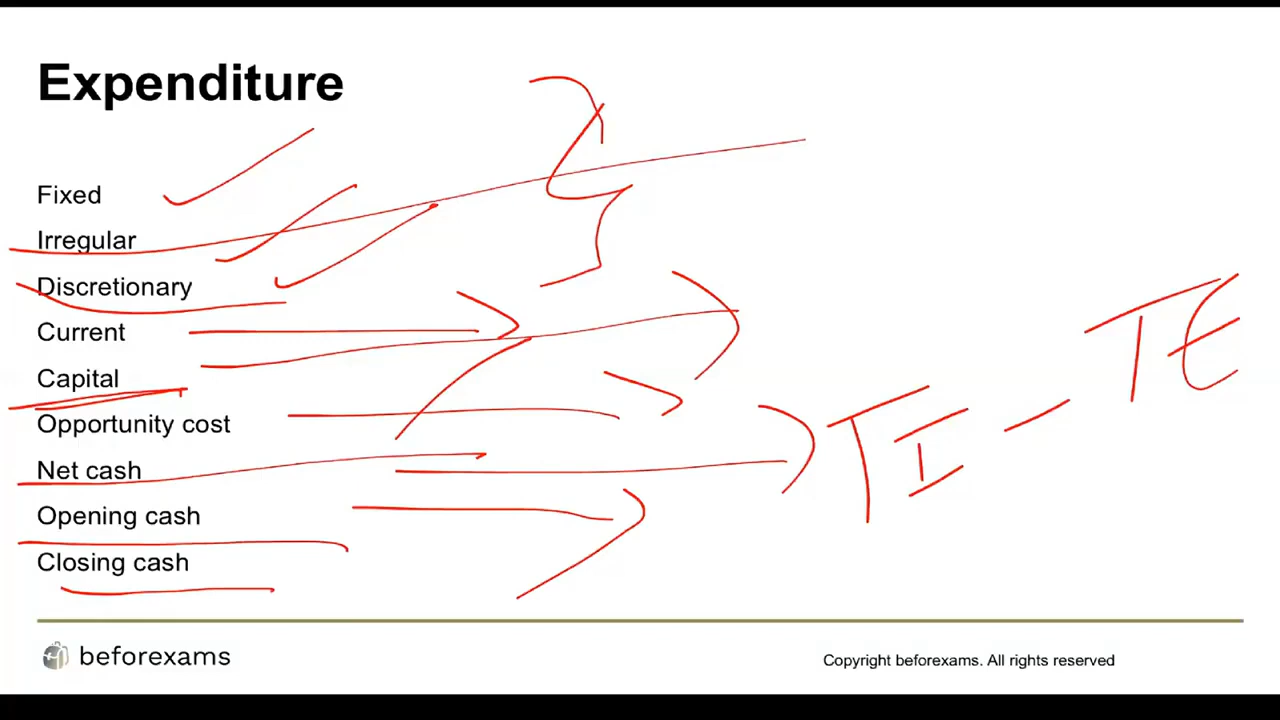 Expenditure
Fixed
Irregular
Discretionary
Current
Capital
Opportunity cost
Net cash
Opening cash
Closing cash
TI - TE
beforexams
Copyright beforexams. All rights reserved